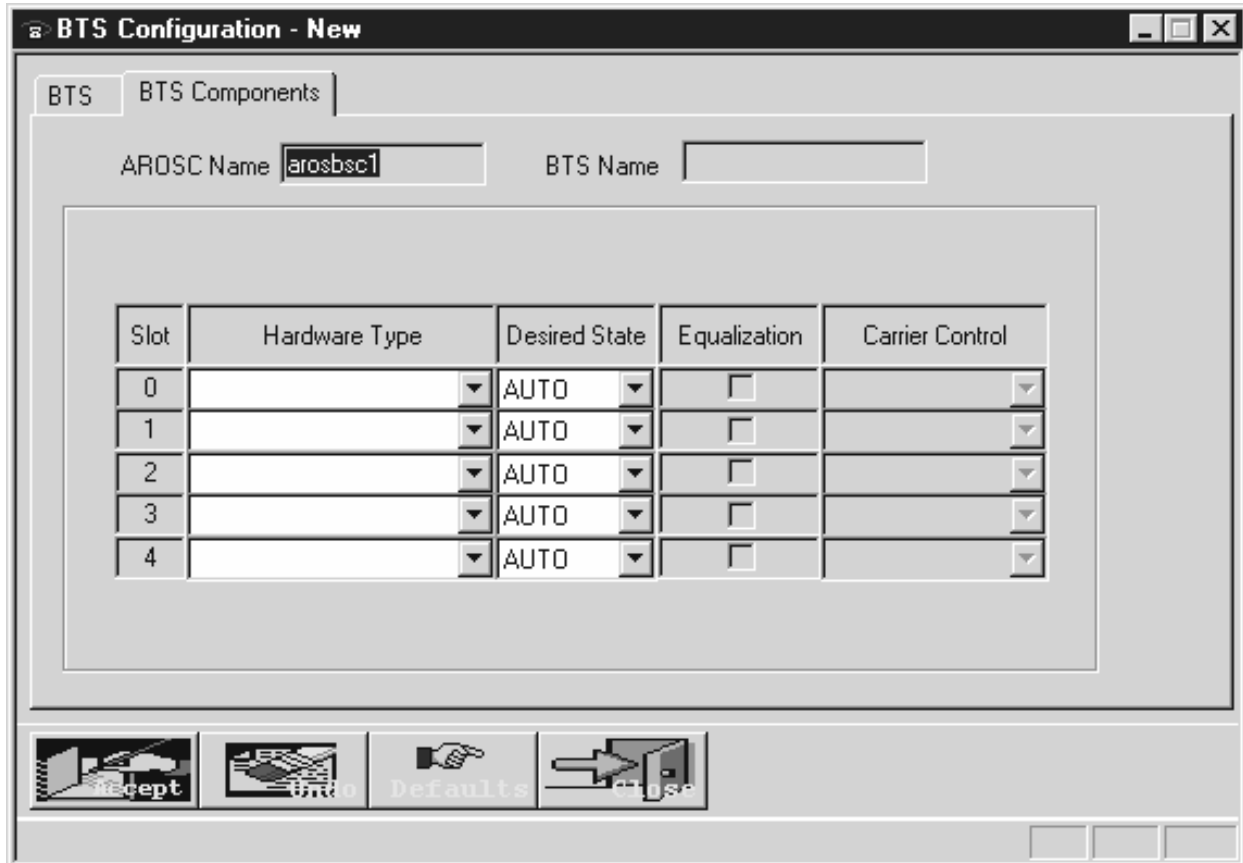 BTS Configuration - New
BTS BTS Components
AROSC Name arosbsc1 BTS Name
Slot Hardware Type Desired State Equalization Carrier Control
0 AUTO
1 AUTO
2 AUTO
3 AUTO
4 AUTO
Accept Undo Defaults Close